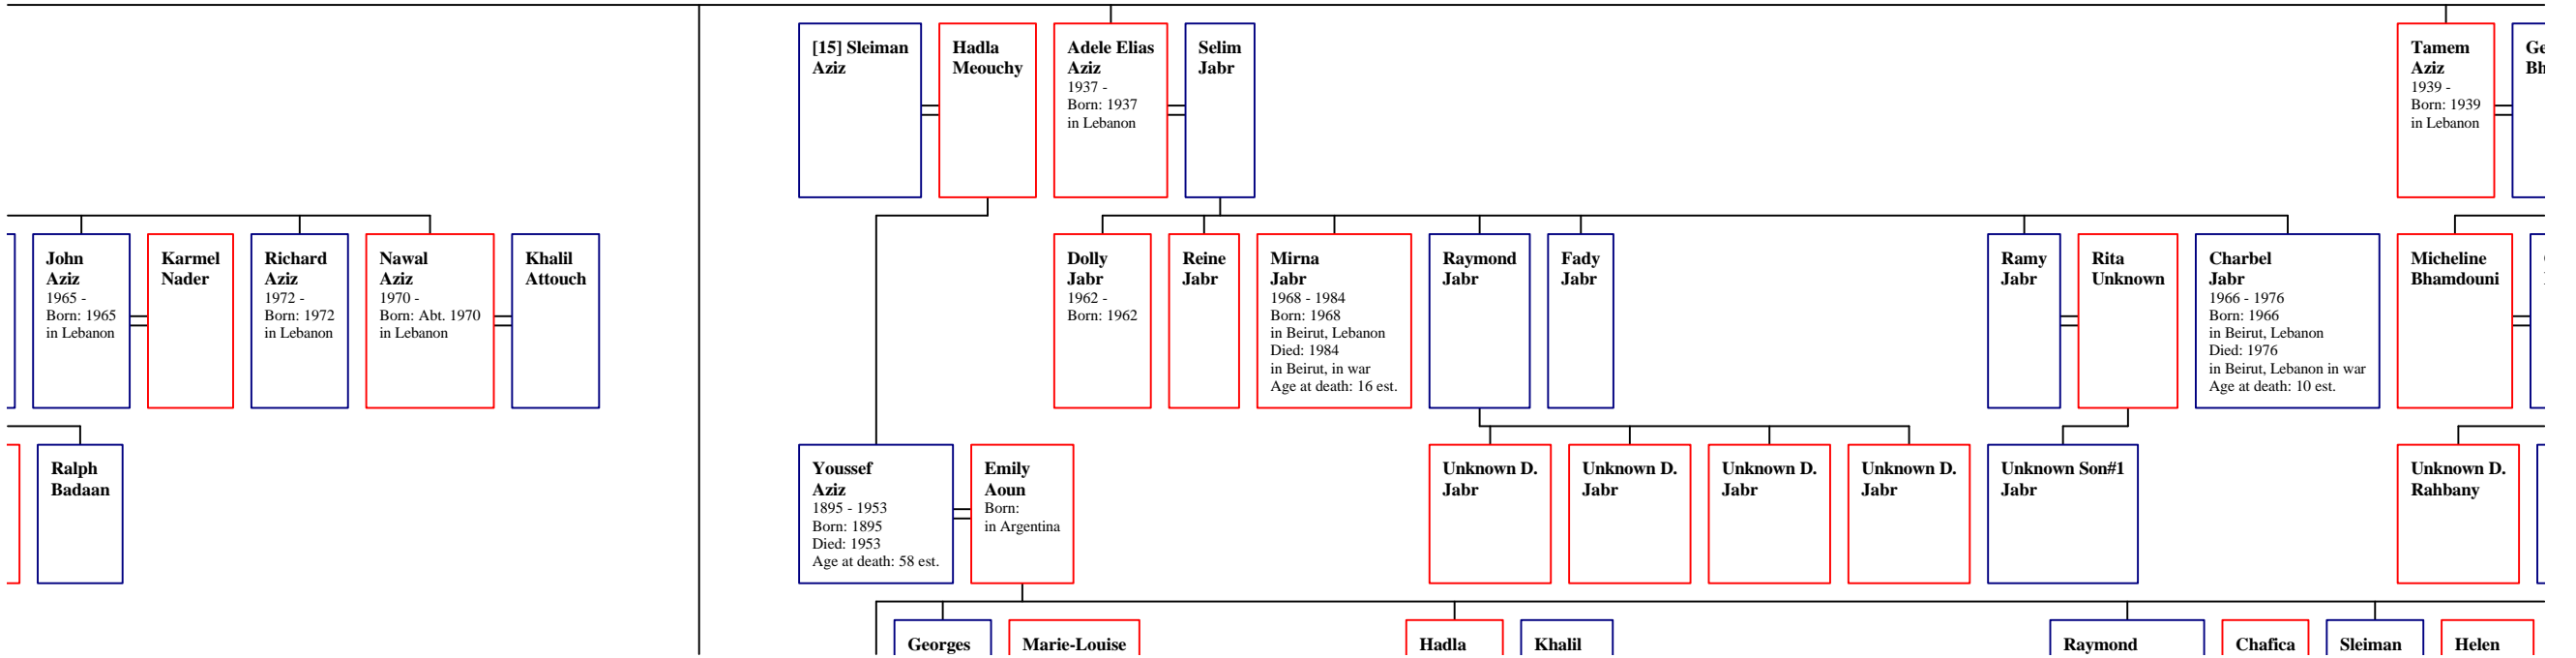 [15] Sleiman
Aziz
Hadla
Meouchy
Adele Elias
Aziz
1937 -
Born: 1937
in Lebanon
Selim
Jabr
Tamem
Aziz
1939 -
Born: 1939
in Lebanon
Ge
Bh
John
Aziz
1965 -
Born: 1965
in Lebanon
Karmel
Nader
Richard
Aziz
1972 -
Born: 1972
in Lebanon
Nawal
Aziz
1970 -
Born: Abt. 1970
in Lebanon
Khalil
Attouch
Dolly
Jabr
1962 -
Born: 1962
Reine
Jabr
Mirna
Jabr
1968 - 1984
Born: 1968
in Beirut, Lebanon
Died: 1984
in Beirut, in war
Age at death: 16 est.
Raymond
Jabr
Fady
Jabr
Ramy
Jabr
Rita
Unknown
Charbel
Jabr
1966 - 1976
Born: 1966
in Beirut, Lebanon
Died: 1976
in Beirut, Lebanon in war
Age at death: 10 est.
Micheline
Bhamdouni
Ralph
Badaan
Youssef
Aziz
1895 - 1953
Born: 1895
Died: 1953
Age at death: 58 est.
Emily
Aoun
Born:
in Argentina
Unknown D.
Jabr
Unknown D.
Jabr
Unknown D.
Jabr
Unknown D.
Jabr
Unknown Son#1
Jabr
Unknown D.
Rahbany
Georges
Marie-Louise
Hadla
Khalil
Raymond
Chafica
Sleiman
Helen